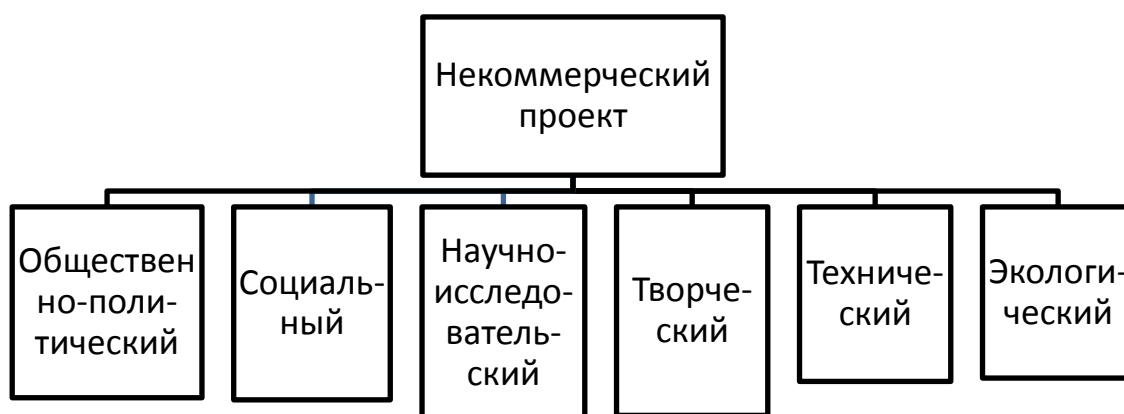 Некоммерческий
проект
Обществен
но-поли-
тический
Социаль-
ный
Научно-
исследо-
ватель-
ский
Творче-
ский
Техниче-
ский
Экологи-
ческий